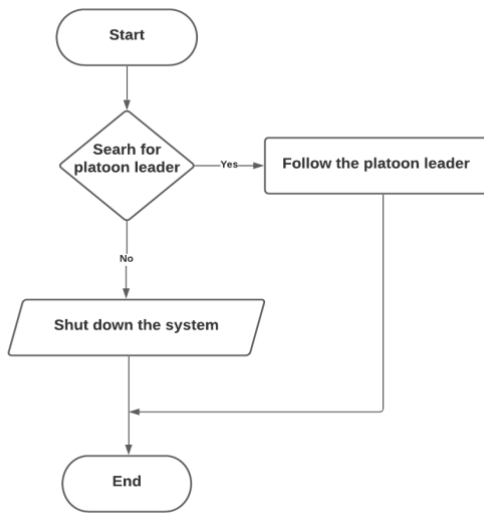 Start
Searh for
platoon leader
Yes
Follow the platoon leader
No
Shut down the system
End